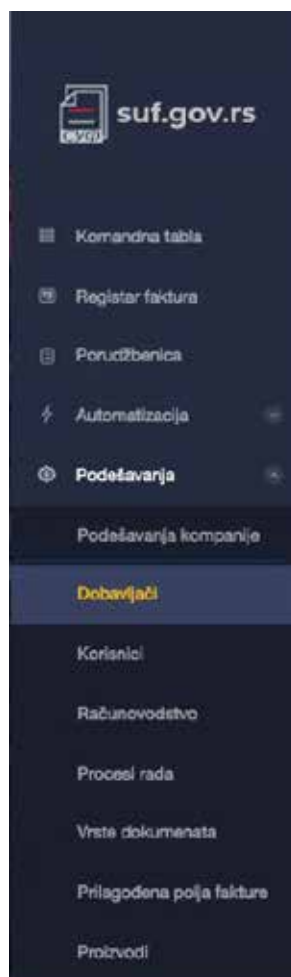 suf.gov.rs
Komandna tabla
Registar faktura
Porudžbenica
Automatizacija
Podešavanja
Podešavanja kompanije
Dobavljači
Korisnici
Računovodstvo
Procesi rada
Vrste dokumenata
Prilagođena polja fakture
Proizvodi